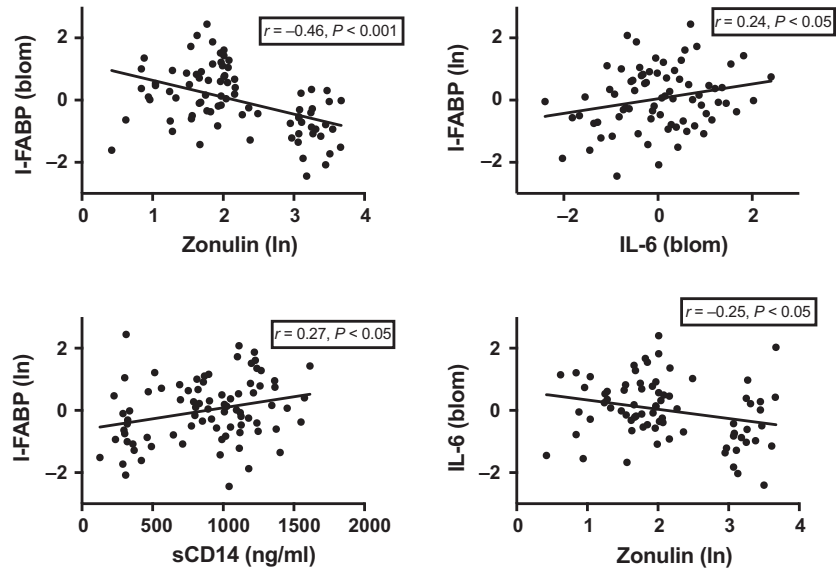 r = –0.46, P < 0.001
I-FABP (blom)
2
0
–2
0 1 2 3 4
Zonulin (ln)
r = 0.24, P < 0.05
I-FABP (ln)
2
0
–2
–2 0 2
IL-6 (blom)
r = 0.27, P < 0.05
I-FABP (ln)
2
0
–2
0 500 1000 1500 2000
sCD14 (ng/ml)
r = –0.25, P < 0.05
IL-6 (blom)
2
0
–2
0 1 2 3 4
Zonulin (ln)